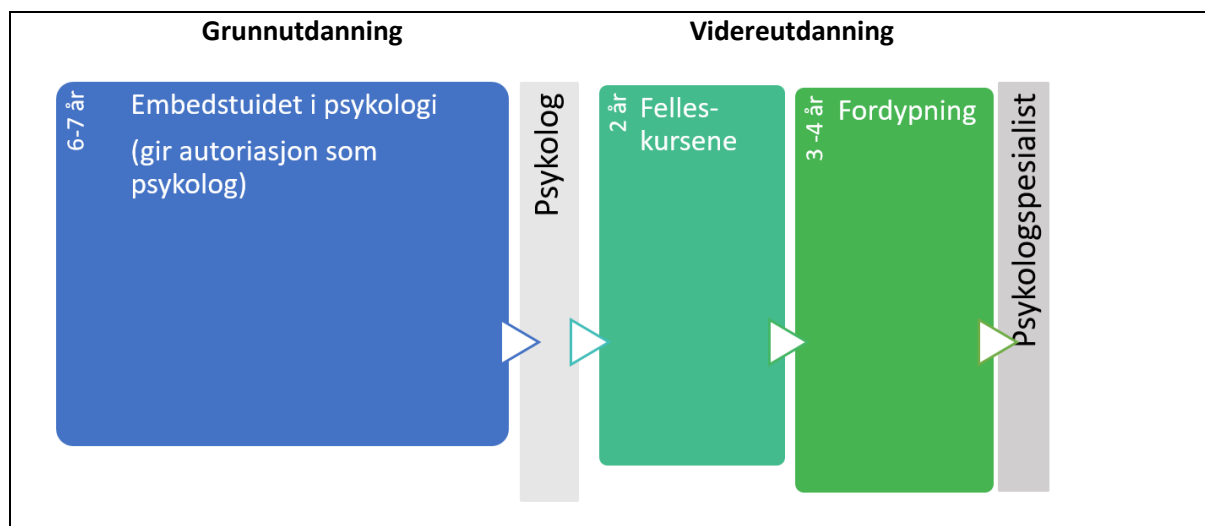 Grunnutdanning
Videreutdanning
6-7 år
Embedstuidet i psykologi
(gir autoriasjon som
psykolog)
Psykolog
2 år
Felles-
kursene
3 -4 år
Fordypning
Psykologspesialist